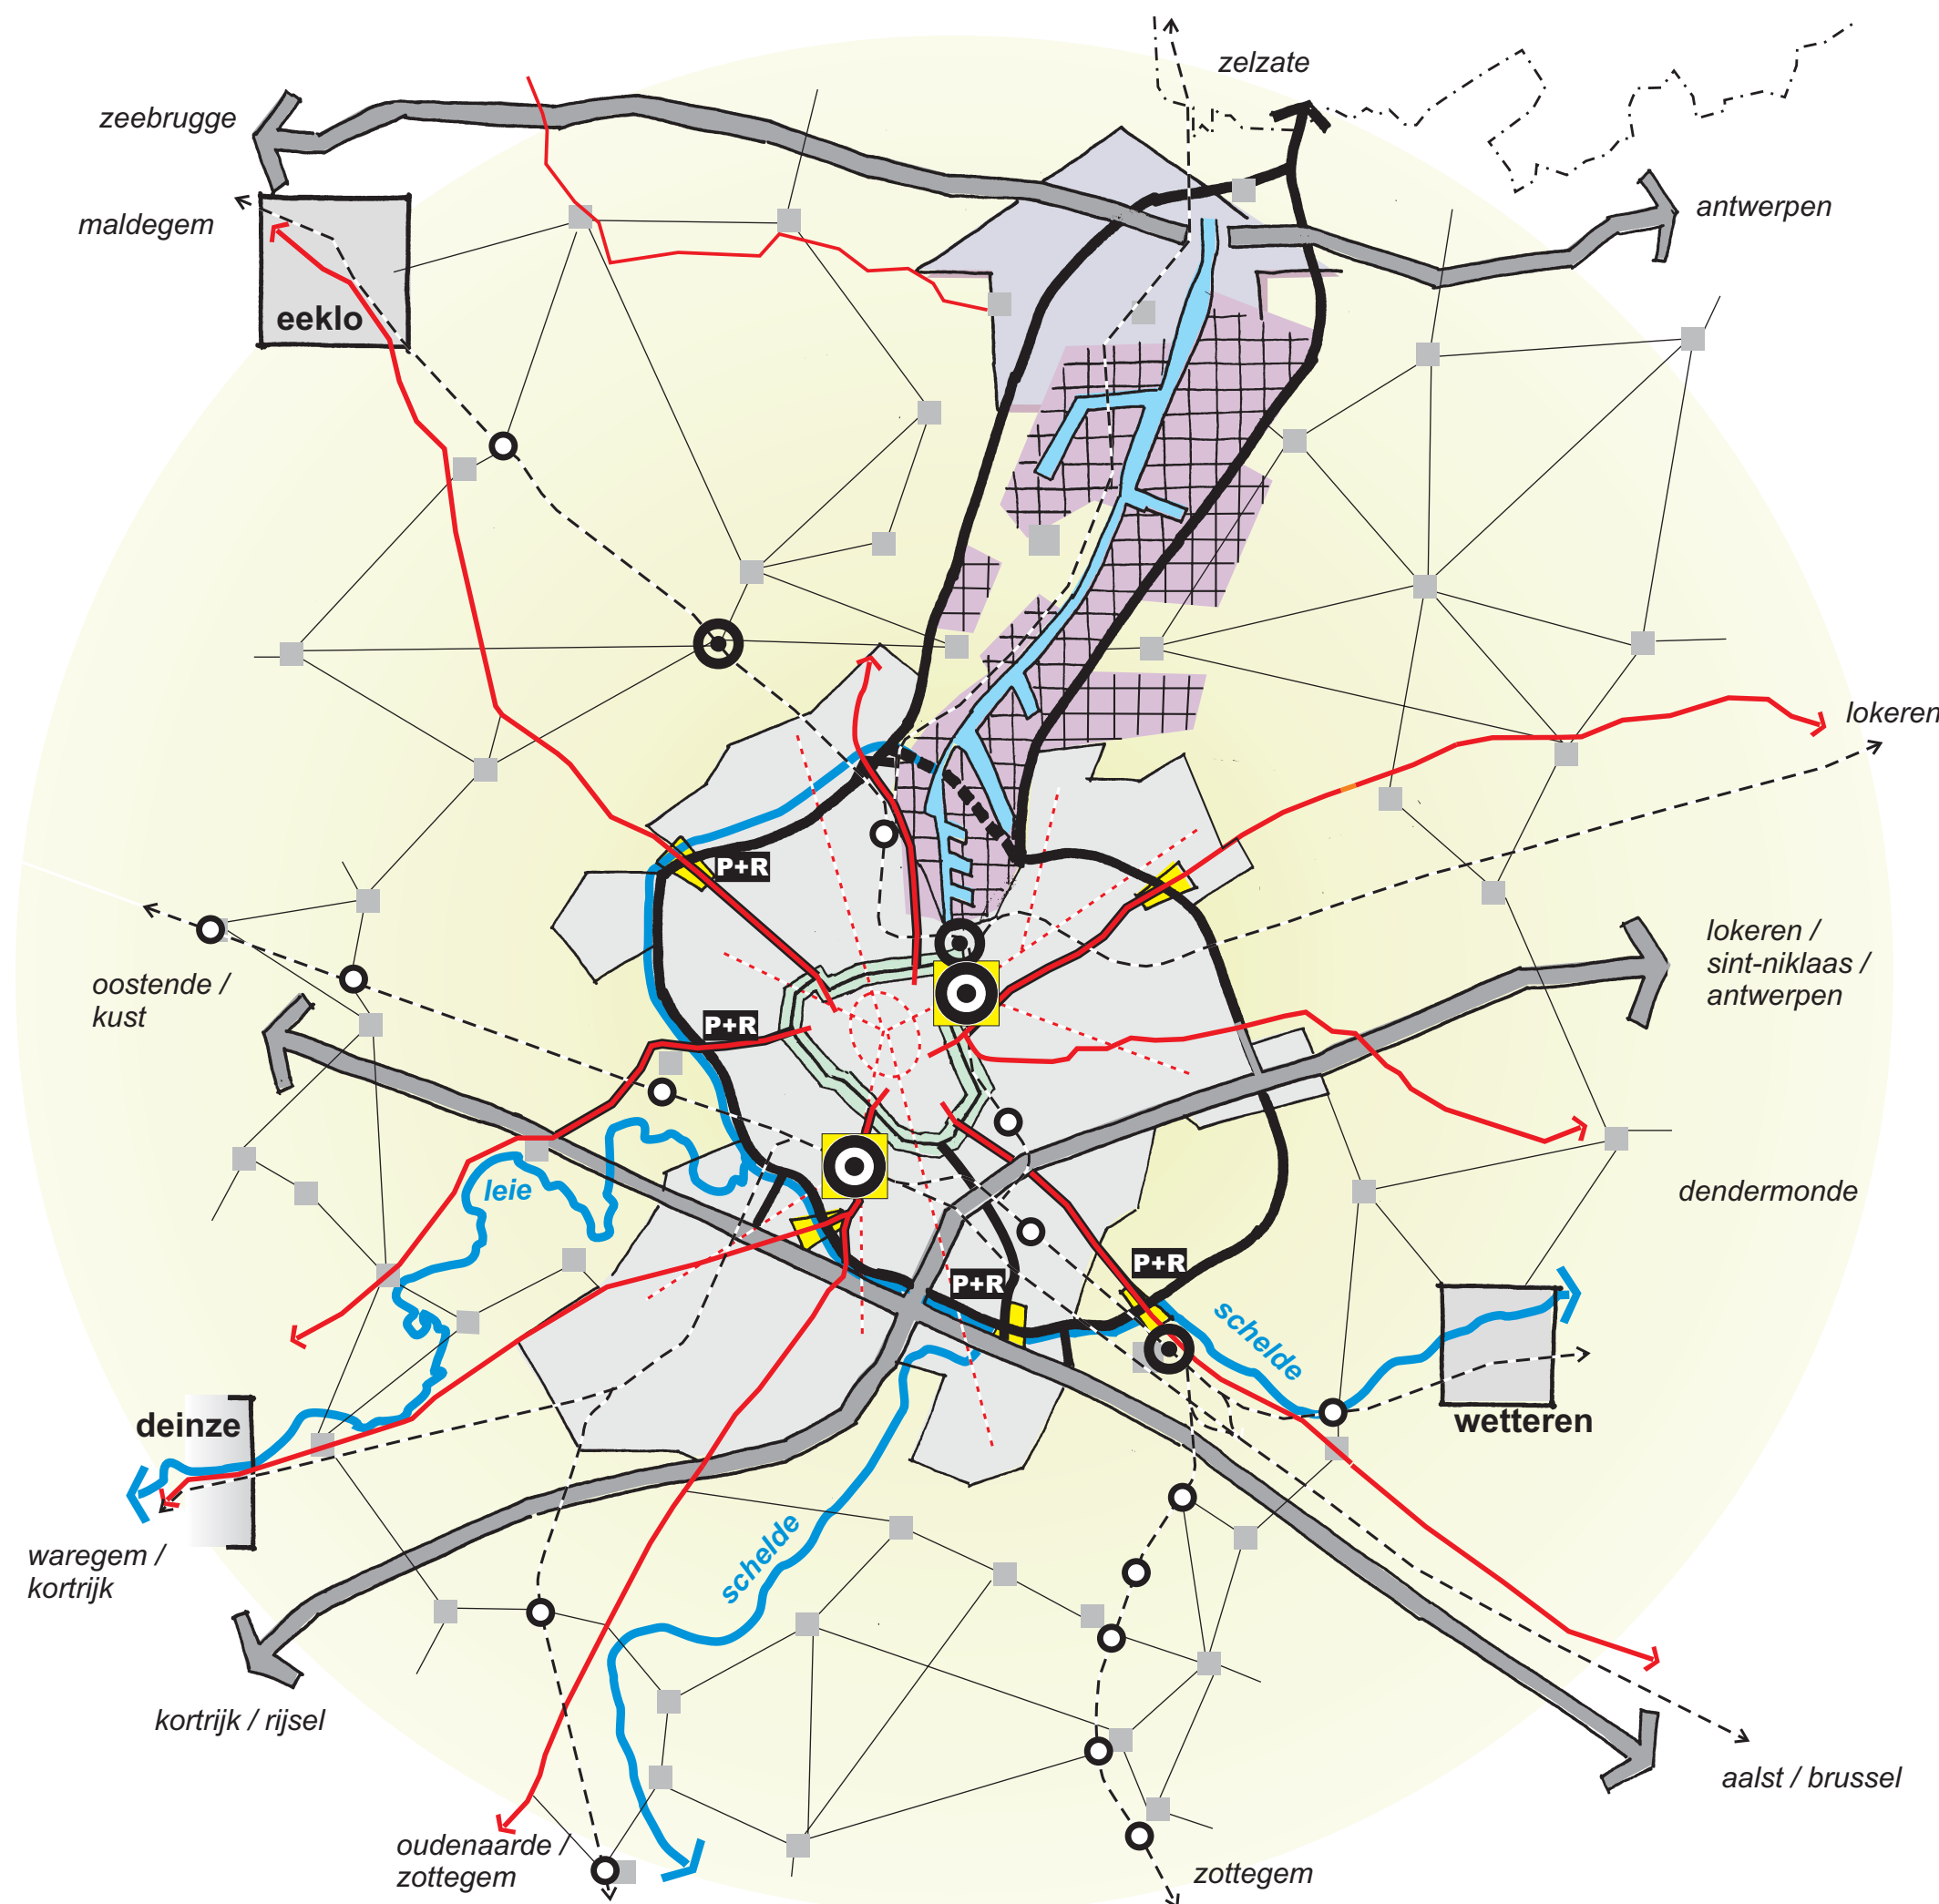 zelzate
zeebrugge
maldegem
antwerpen
eeklo
lokeren
P+R
lokeren /
sint-niklaas /
antwerpen
oostende /
kust
P+R
leie
dendermonde
P+R
P+R
schelde
deinze
wetteren
waregem /
kortrijk
schelde
kortrijk / rijsel
aalst / brussel
oudenaarde /
zottegem
zottegem